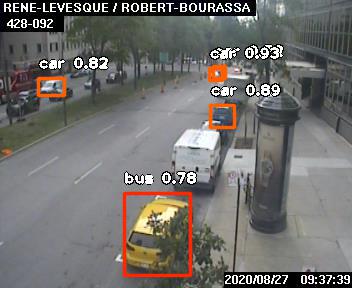 RENE-LEVESQUE / ROBERT-BOURASSA
428-092
car 0.93
car 0.82
car 0.89
bus 0.78
2020/08/27 09:37:39